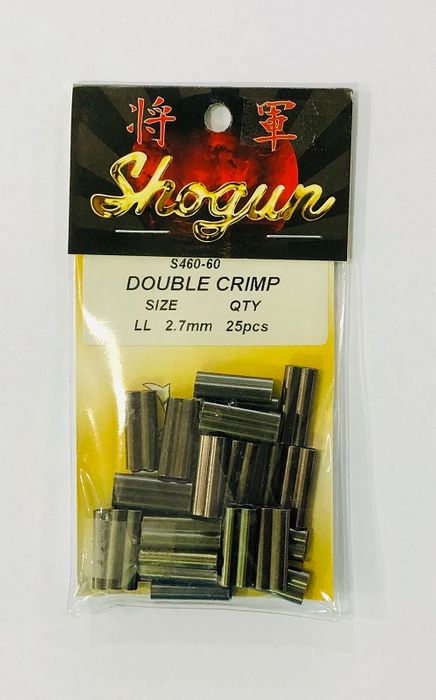 将 軍
Shogun
S460-60
DOUBLE CRIMP
SIZE QTY
LL 2.7mm 25pcs